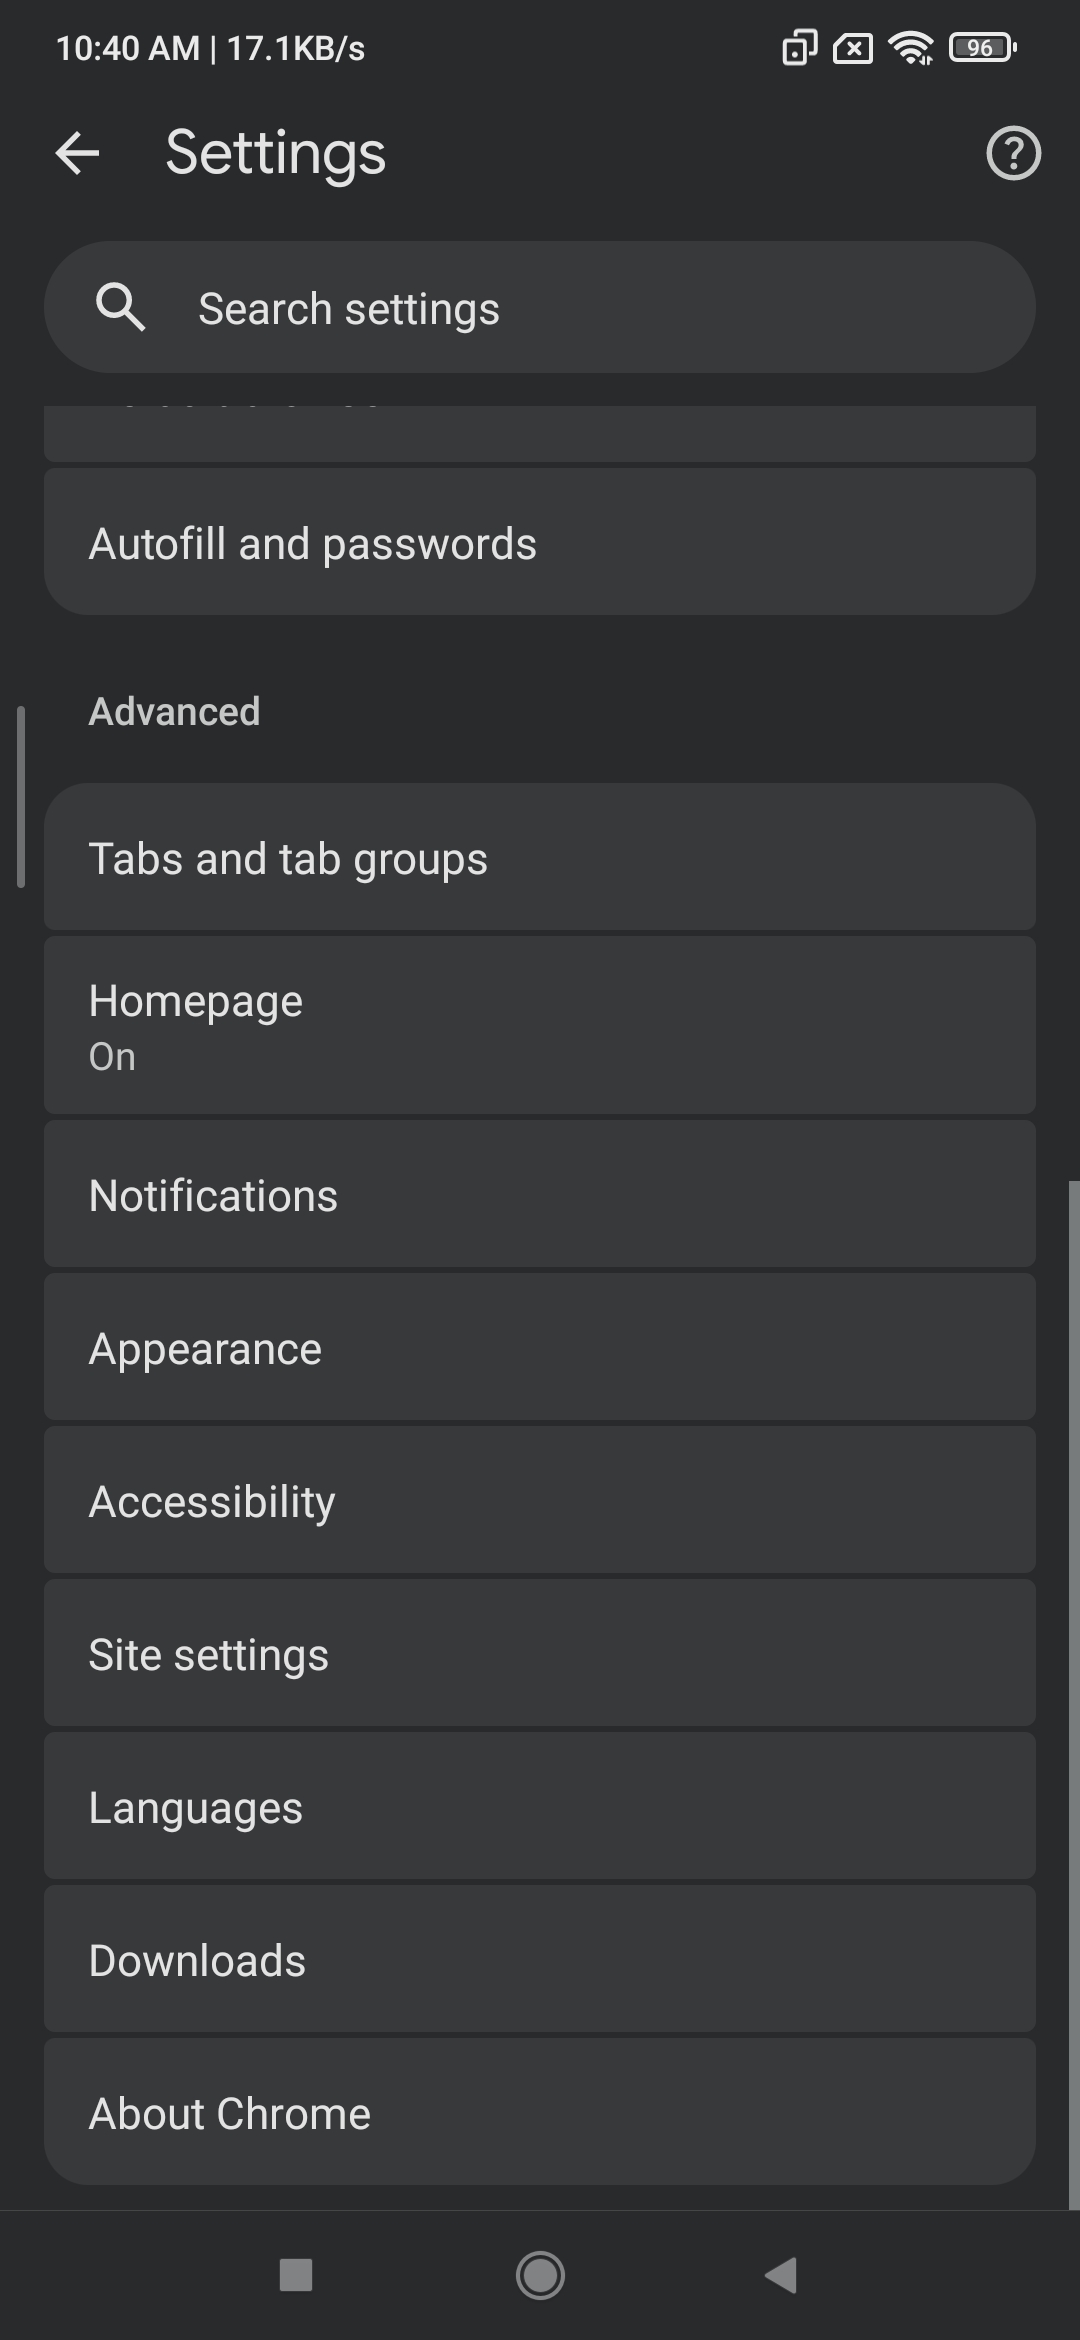 10:40 AM | 17.1KB/s
96
Settings
Search settings
Autofill and passwords
Advanced
Tabs and tab groups
Homepage
On
Notifications
Appearance
Accessibility
Site settings
Languages
Downloads
About Chrome